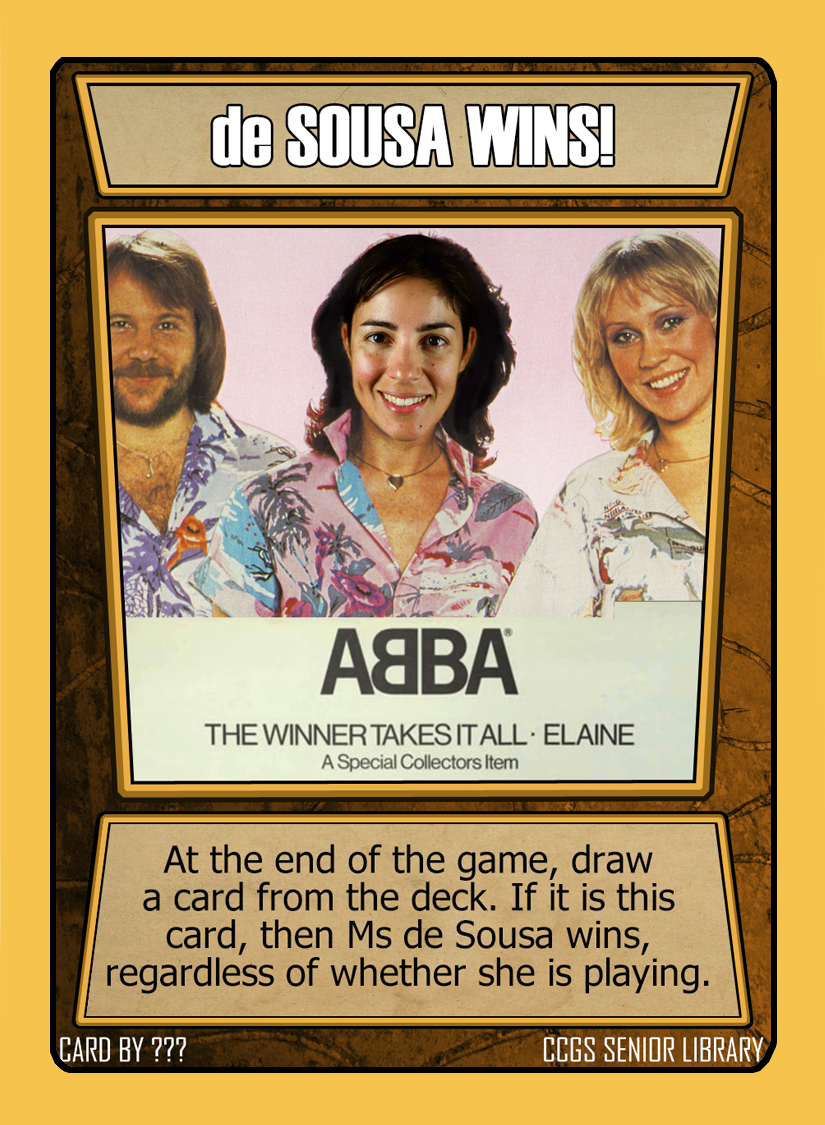 de SOUSA WINS!
ABBA®
THE WINNER TAKES IT ALL · ELAINE
A Special Collectors Item
At the end of the game, draw
a card from the deck. If it is this
card, then Ms de Sousa wins,
regardless of whether she is playing.
CARD BY ???
CCGS SENIOR LIBRARY